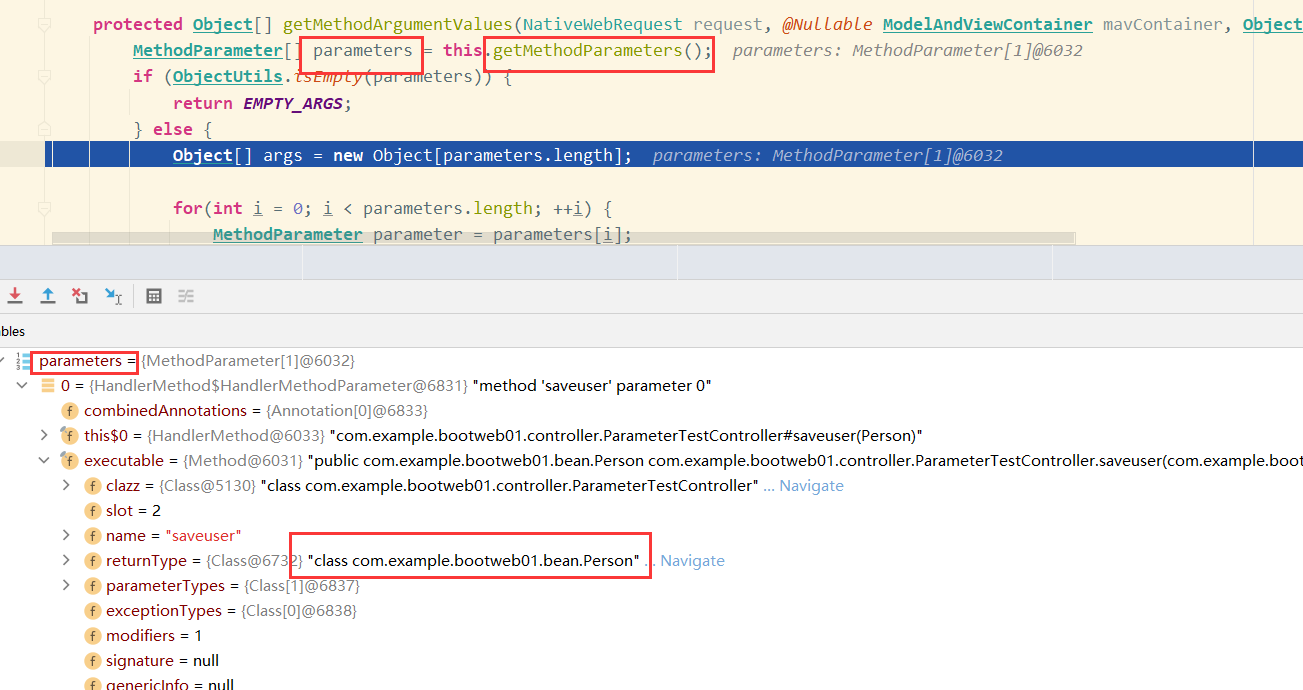 protected Object[] getMethodArgumentValues(NativeWebRequest request, @Nullable ModelAndViewContainer mavContainer, Object
MethodParameter[] parameters = this.getMethodParameters(); parameters: MethodParameter[1]@6032
if (ObjectUtils.isEmpty(parameters)) {
return EMPTY_ARGS;
} else {
Object[] args = new Object[parameters.length]; parameters: MethodParameter[1]@6032
for(int i = 0; i < parameters.length; ++i) {
MethodParameter parameter = parameters[i];
bles
parameters = {MethodParameter[1]@6032}
0 = {HandlerMethod$HandlerMethodParameter@6831} "method 'saveuser' parameter 0"
f combinedAnnotations = {Annotation[0]@6833}
f this$0 = {HandlerMethod@6033} "com.example.bootweb01.controller.ParameterTestController#saveuser(Person)"
f executable = {Method@6031} "public com.example.bootweb01.bean.Person com.example.bootweb01.controller.ParameterTestController.saveuser(com.example.boot
f clazz = {Class@5130} "class com.example.bootweb01.controller.ParameterTestController" ... Navigate
f slot = 2
f name = "saveuser"
f returnType = {Class@6732} "class com.example.bootweb01.bean.Person" ... Navigate
f parameterTypes = {Class[1]@6837}
f exceptionTypes = {Class[0]@6838}
f modifiers = 1
f signature = null
f genericInfo = null